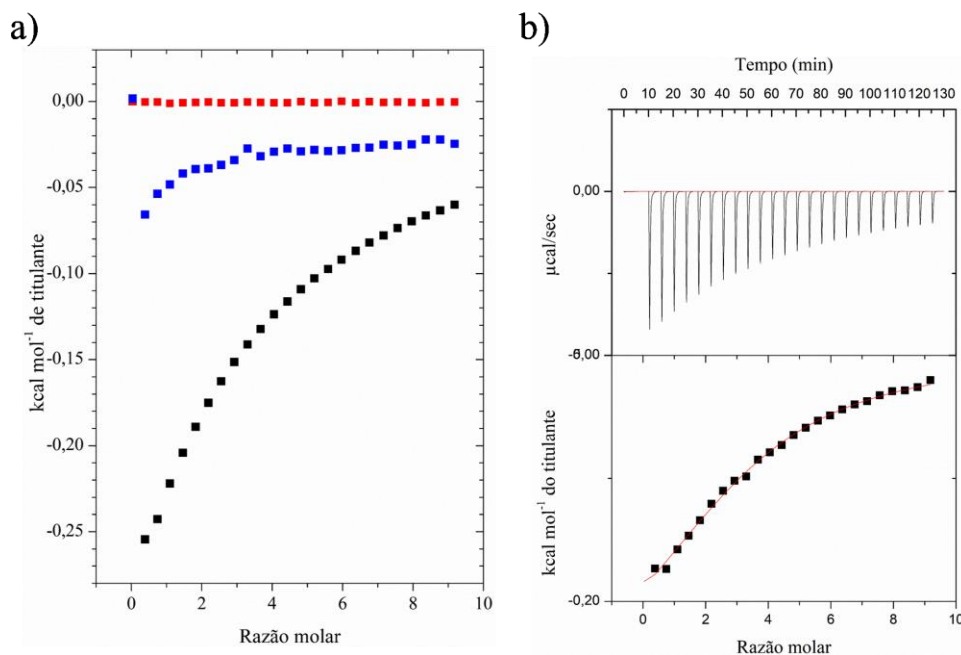 a)
0,00
-0,05
-0,10
-0,15
-0,20
-0,25
kcal mol⁻¹ de titulante
0 2 4 6 8 10
Razão molar
b)
Tempo (min)
0 10 20 30 40 50 60 70 80 90 100 110 120 130
0,00
µcal/sec
kcal mol⁻¹ do titulante
-0,20
0 2 4 6 8 10
Razão molar